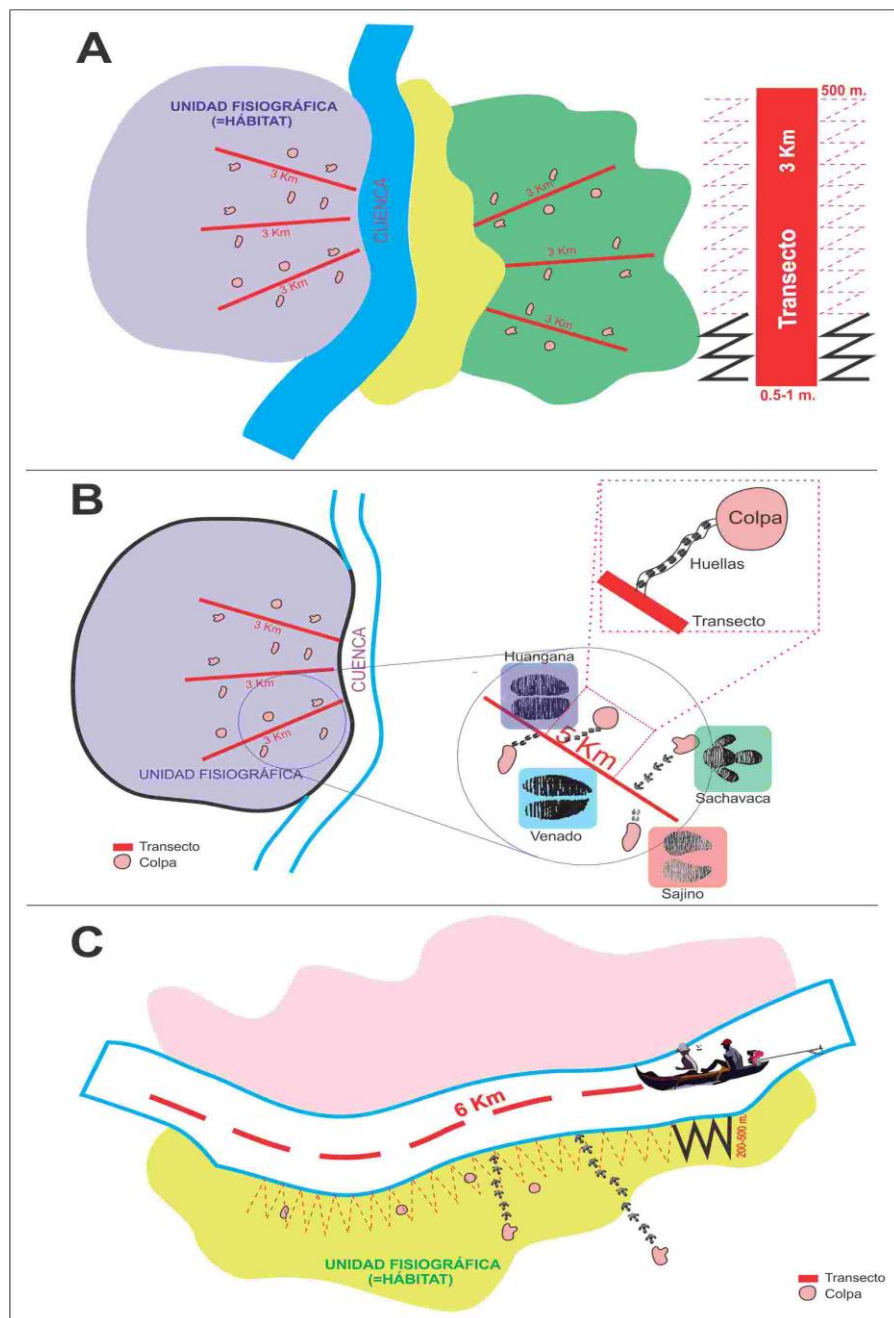 A
UNIDAD FISIOGRÁFICA
(=HÁBITAT)
3 Km
3 Km
3 Km
CUENCA
3 Km
3 Km
3 Km
500 m.
Transecto 3 Km
0.5-1 m.
B
3 Km
3 Km
3 Km
CUENCA
UNIDAD FISIOGRÁFICA
Transecto
Colpa
Colpa
Huellas
Transecto
Huangana
5 Km
Sachavaca
Venado
Sajino
C
6 Km
200-500 m.
UNIDAD FISIOGRÁFICA
(=HÁBITAT)
Transecto
Colpa